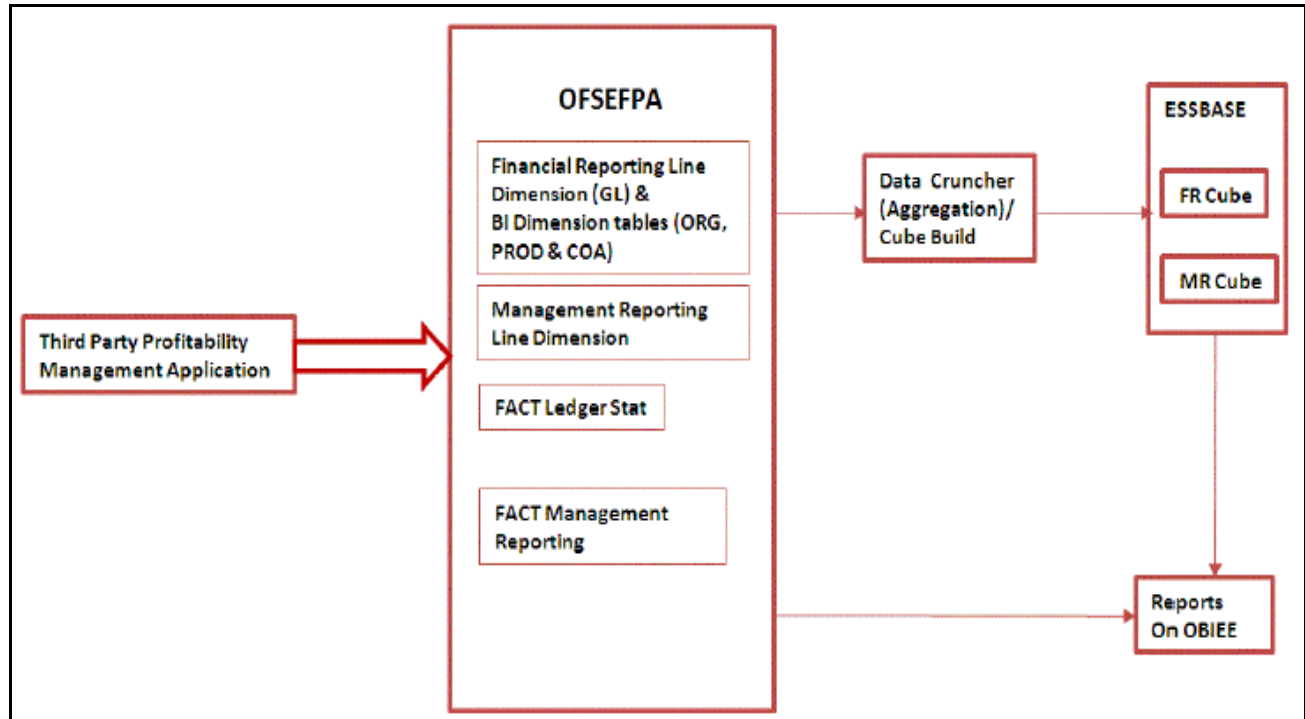 OFSEFPA
Financial Reporting Line
Dimension (GL) &
BI Dimension tables (ORG,
PROD & COA)
Management Reporting
Line Dimension
FACT Ledger Stat
FACT Management
Reporting
Third Party Profitability
Management Application
Data Cruncher
(Aggregation)/
Cube Build
ESSBASE
FR Cube
MR Cube
Reports
On OBIEE